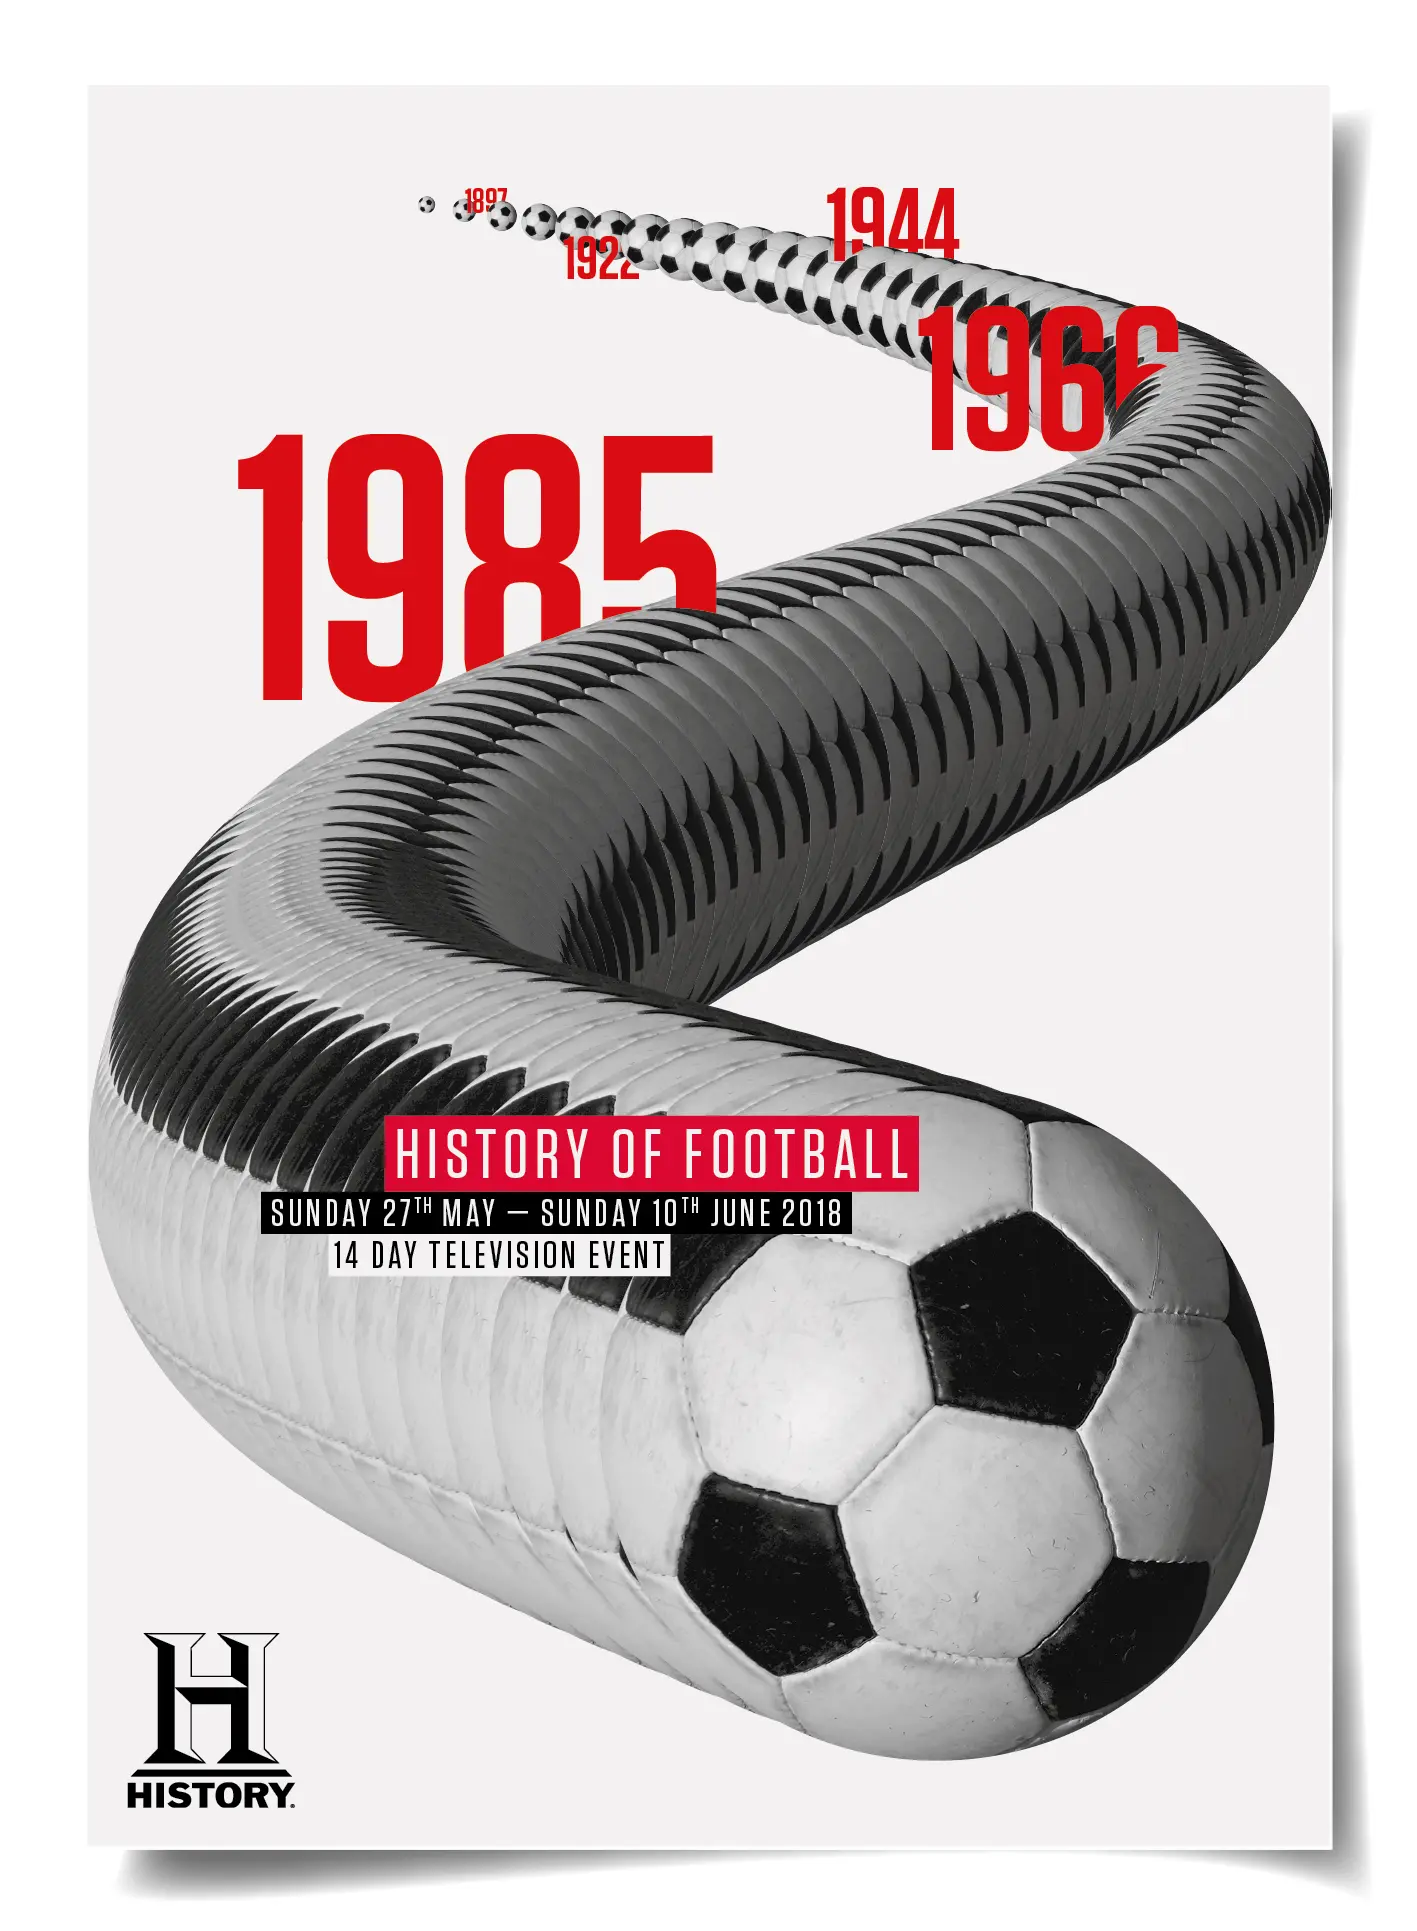 1897
1922
1944
1966
1985
HISTORY OF FOOTBALL
SUNDAY 27TH MAY — SUNDAY 10TH JUNE 2018
14 DAY TELEVISION EVENT
H
HISTORY.